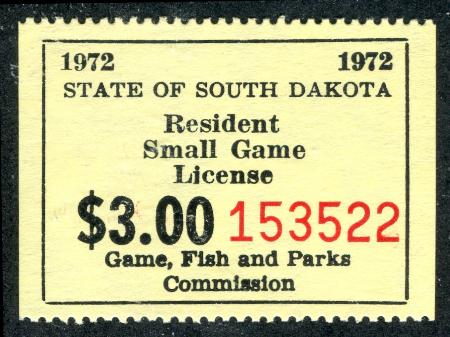 1972 1972
STATE OF SOUTH DAKOTA
Resident
Small Game
License
$3.00 153522
Game, Fish and Parks
Commission